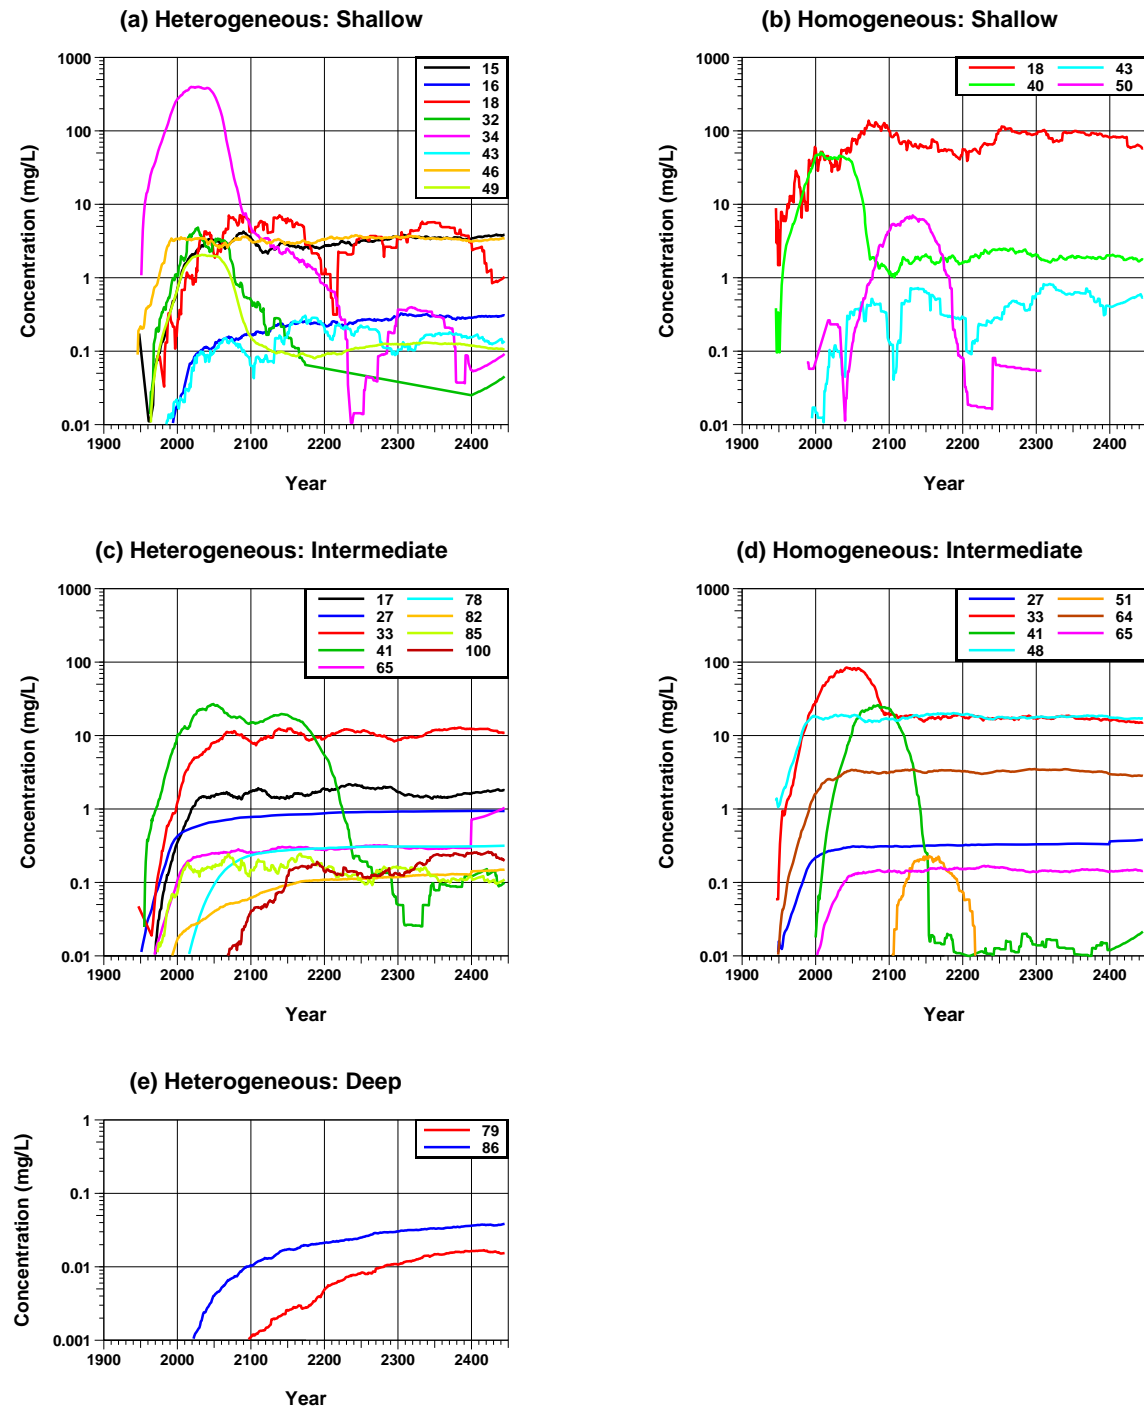 (a) Heterogeneous: Shallow
1000
100
10
1
0.1
0.01
1900 2000 2100 2200 2300 2400
Concentration (mg/L)
Year
15
16
18
32
34
43
46
49
(b) Homogeneous: Shallow
1000
100
10
1
0.1
0.01
1900 2000 2100 2200 2300 2400
Concentration (mg/L)
Year
18 43
40 50
(c) Heterogeneous: Intermediate
1000
100
10
1
0.1
0.01
1900 2000 2100 2200 2300 2400
Concentration (mg/L)
Year
17 78
27 82
33 85
41 100
65
(d) Homogeneous: Intermediate
1000
100
10
1
0.1
0.01
1900 2000 2100 2200 2300 2400
Concentration (mg/L)
Year
27 51
33 64
41 65
48
(e) Heterogeneous: Deep
1
0.1
0.01
0.001
1900 2000 2100 2200 2300 2400
Concentration (mg/L)
Year
79
86